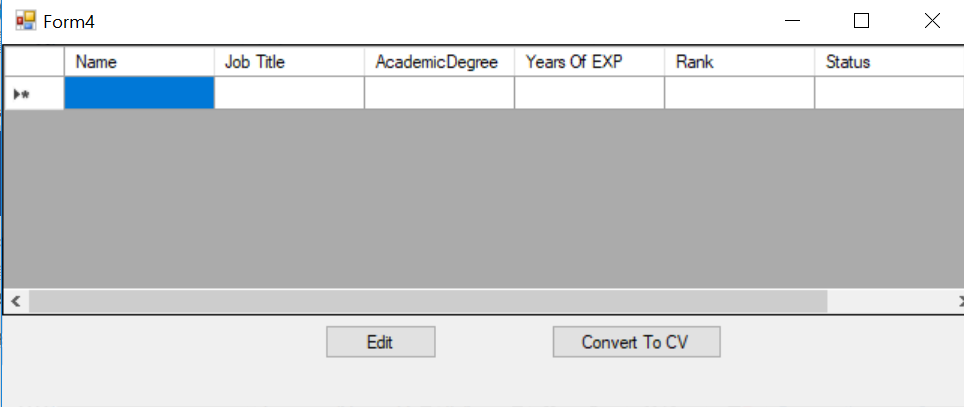 Form4
Name Job Title AcademicDegree Years Of EXP Rank Status
Edit Convert To CV